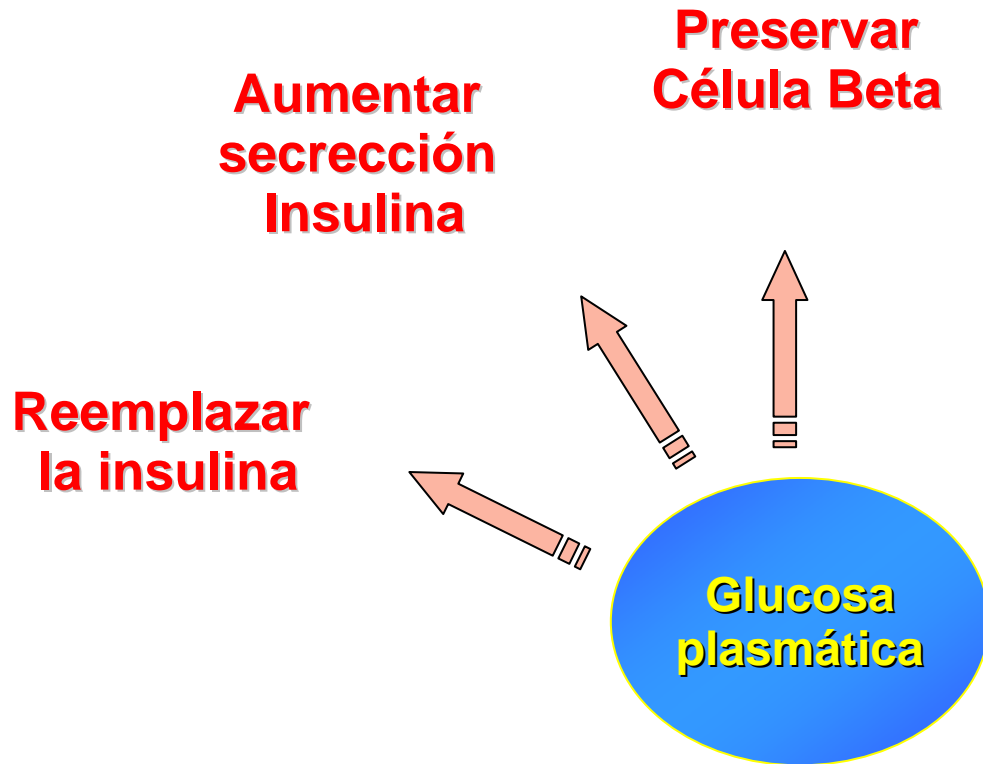 Preservar
Célula Beta
Aumentar
secrección
Insulina
Reemplazar
la insulina
Glucosa
plasmática